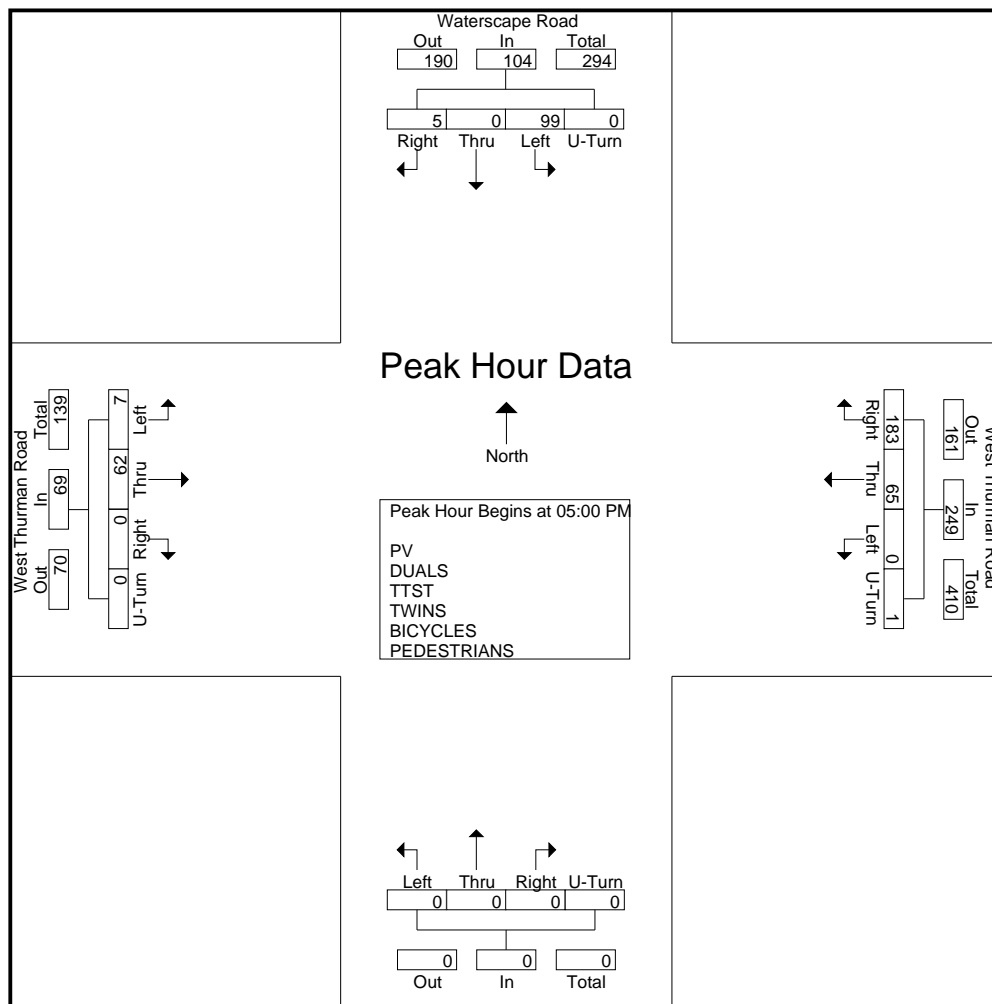 Waterscape Road
Out In Total
190 104 294
5 0 99 0
Right Thru Left U-Turn
Peak Hour Data
North
Peak Hour Begins at 05:00 PM
PV
DUALS
TTST
TWINS
BICYCLES
PEDESTRIANS
West Thurman Road
Total In Out
139 69 70
7 62 0 0
Left Thru Right U-Turn
West Thurman Road
Out In Total
161 249 410
183 65 0 1
Right Thru Left U-Turn
Left Thru Right U-Turn
0 0 0 0
0 0 0
Out In Total